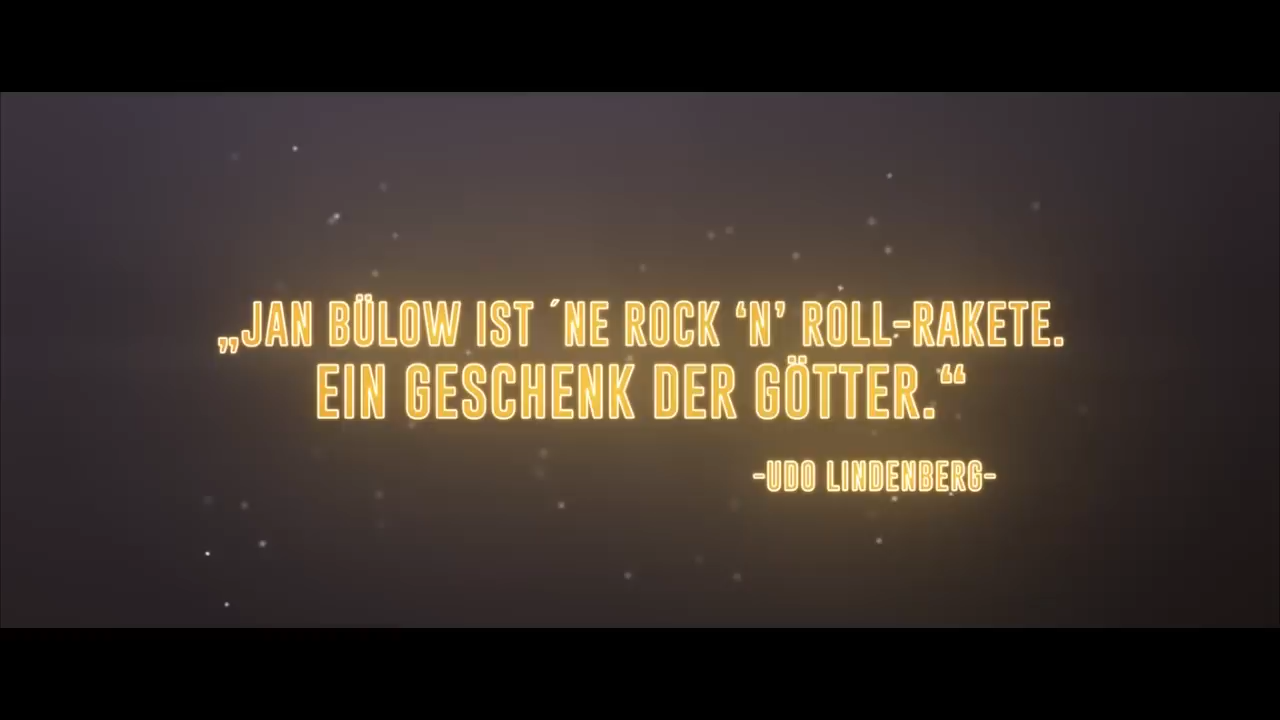 „JAN BÜLOW IST ´NE ROCK ‘N’ ROLL-RAKETE.
EIN GESCHENK DER GÖTTER.“
-UDO LINDENBERG-